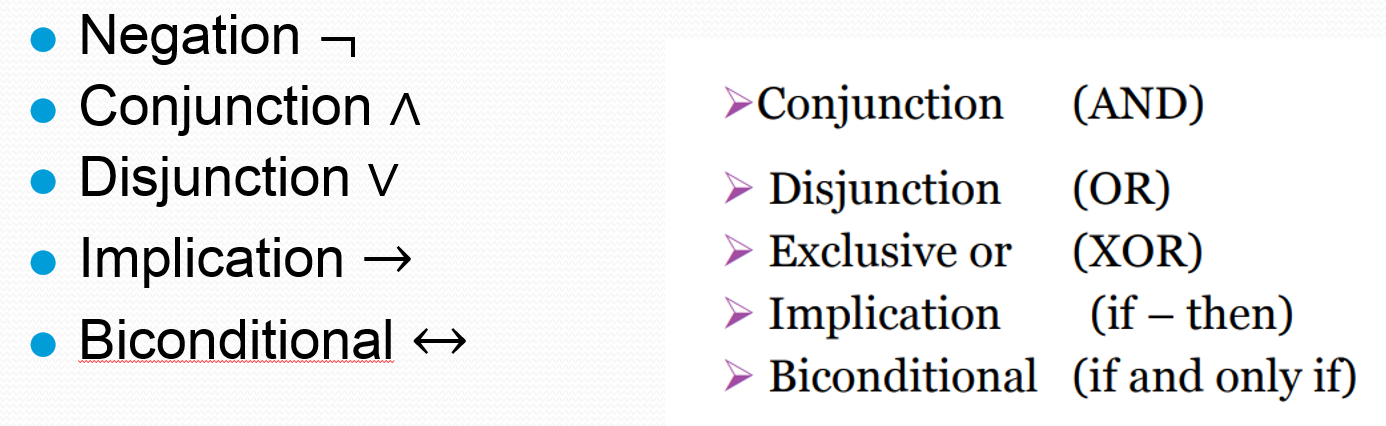 Negation ¬
Conjunction ∧
Disjunction ∨
Implication →
Biconditional ↔
Conjunction (AND)
Disjunction (OR)
Exclusive or (XOR)
Implication (if – then)
Biconditional (if and only if)